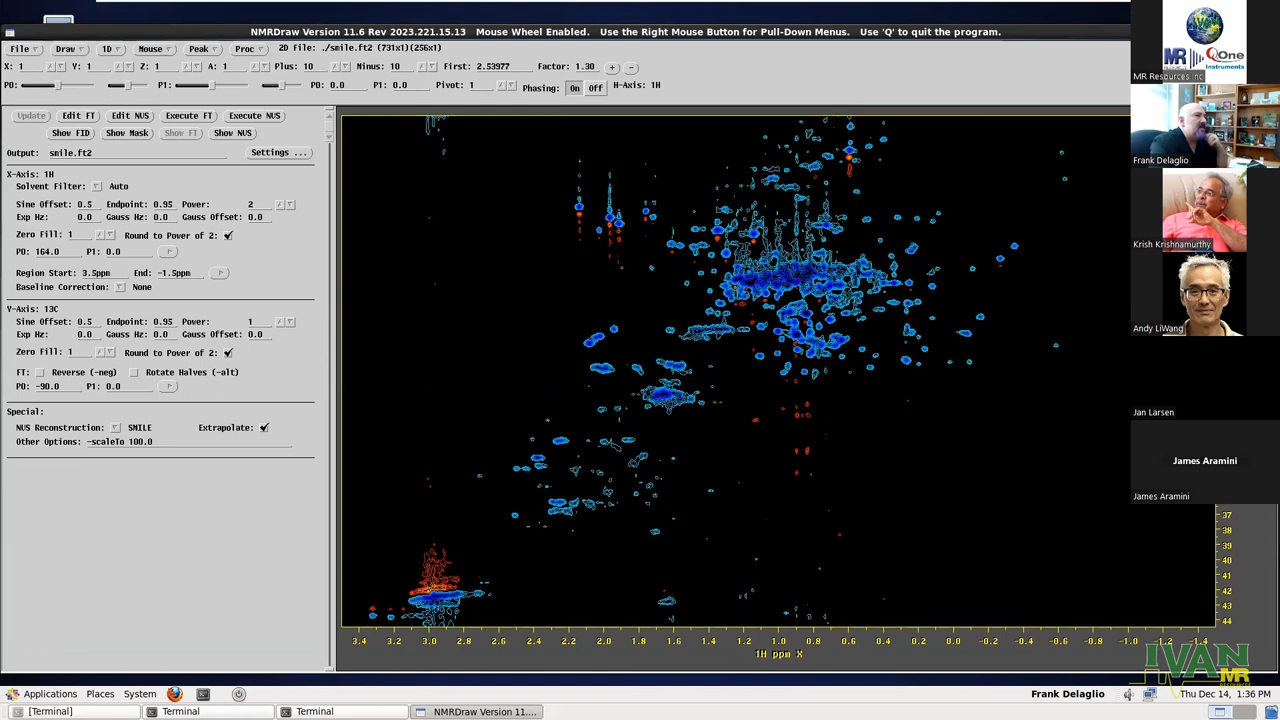 NMRDraw Version 11.6 Rev 2023.221.15.13 Mouse Wheel Enabled. Use the Right Mouse Button for Pull-Down Menus. Use 'Q' to quit the program.
File Draw 1D Mouse Peak Proc 2D File: ./smile.ft2 (731x1)(256x1)
X: 1 Y: 1 Z: 1 A: 1 Plus: 10 Minus: 10 First: 2.53977 Factor: 1.30 + −
P0: P1: P0: 0.0 P1: 0.0 Pivot: 1 Phasing: On Off H-Axis: 1H
Update Edit FT Edit NUS Execute FT Execute NUS
Show FID Show Mask Show FT Show NUS
Output: smile.ft2 Settings ...
X-Axis: 1H
Solvent Filter: Auto
Sine Offset: 0.5 Endpoint: 0.95 Power: 2
Exp Hz: 0.0 Gauss Hz: 0.0 Gauss Offset: 0.0
Zero Fill: 1 Round to Power of 2:
P0: 164.0 P1: 0.0
Region Start: 3.5ppm End: -1.5ppm
Baseline Correction: None
Y-Axis: 13C
Sine Offset: 0.5 Endpoint: 0.95 Power: 1
Exp Hz: 0.0 Gauss Hz: 0.0 Gauss Offset: 0.0
Zero Fill: 1 Round to Power of 2:
FT: Reverse (-neg) Rotate Halves (-alt)
P0: -90.0 P1: 0.0
Special:
NUS Reconstruction: SMILE Extrapolate:
Other Options: -scaleTo 100.0
MR QOne
Instruments
MR Resources Inc
Frank Delaglio
Krish Krishnamurthy
Andy LiWang
Jan Larsen
James Aramini
James Aramini
37
38
39
40
41
42
43
44
3.4 3.2 3.0 2.8 2.6 2.4 2.2 2.0 1.8 1.6 1.4 1.2 1.0 0.8 0.6 0.4 0.2 0.0 -0.2 -0.4 -0.6 -0.8 -1.0 -1.2 -1.4
1H ppm X
IVAN
MR
RESOURCES
Applications Places System Frank Delaglio Thu Dec 14, 1:36 PM
[Terminal] Terminal Terminal NMRDraw Version 11....